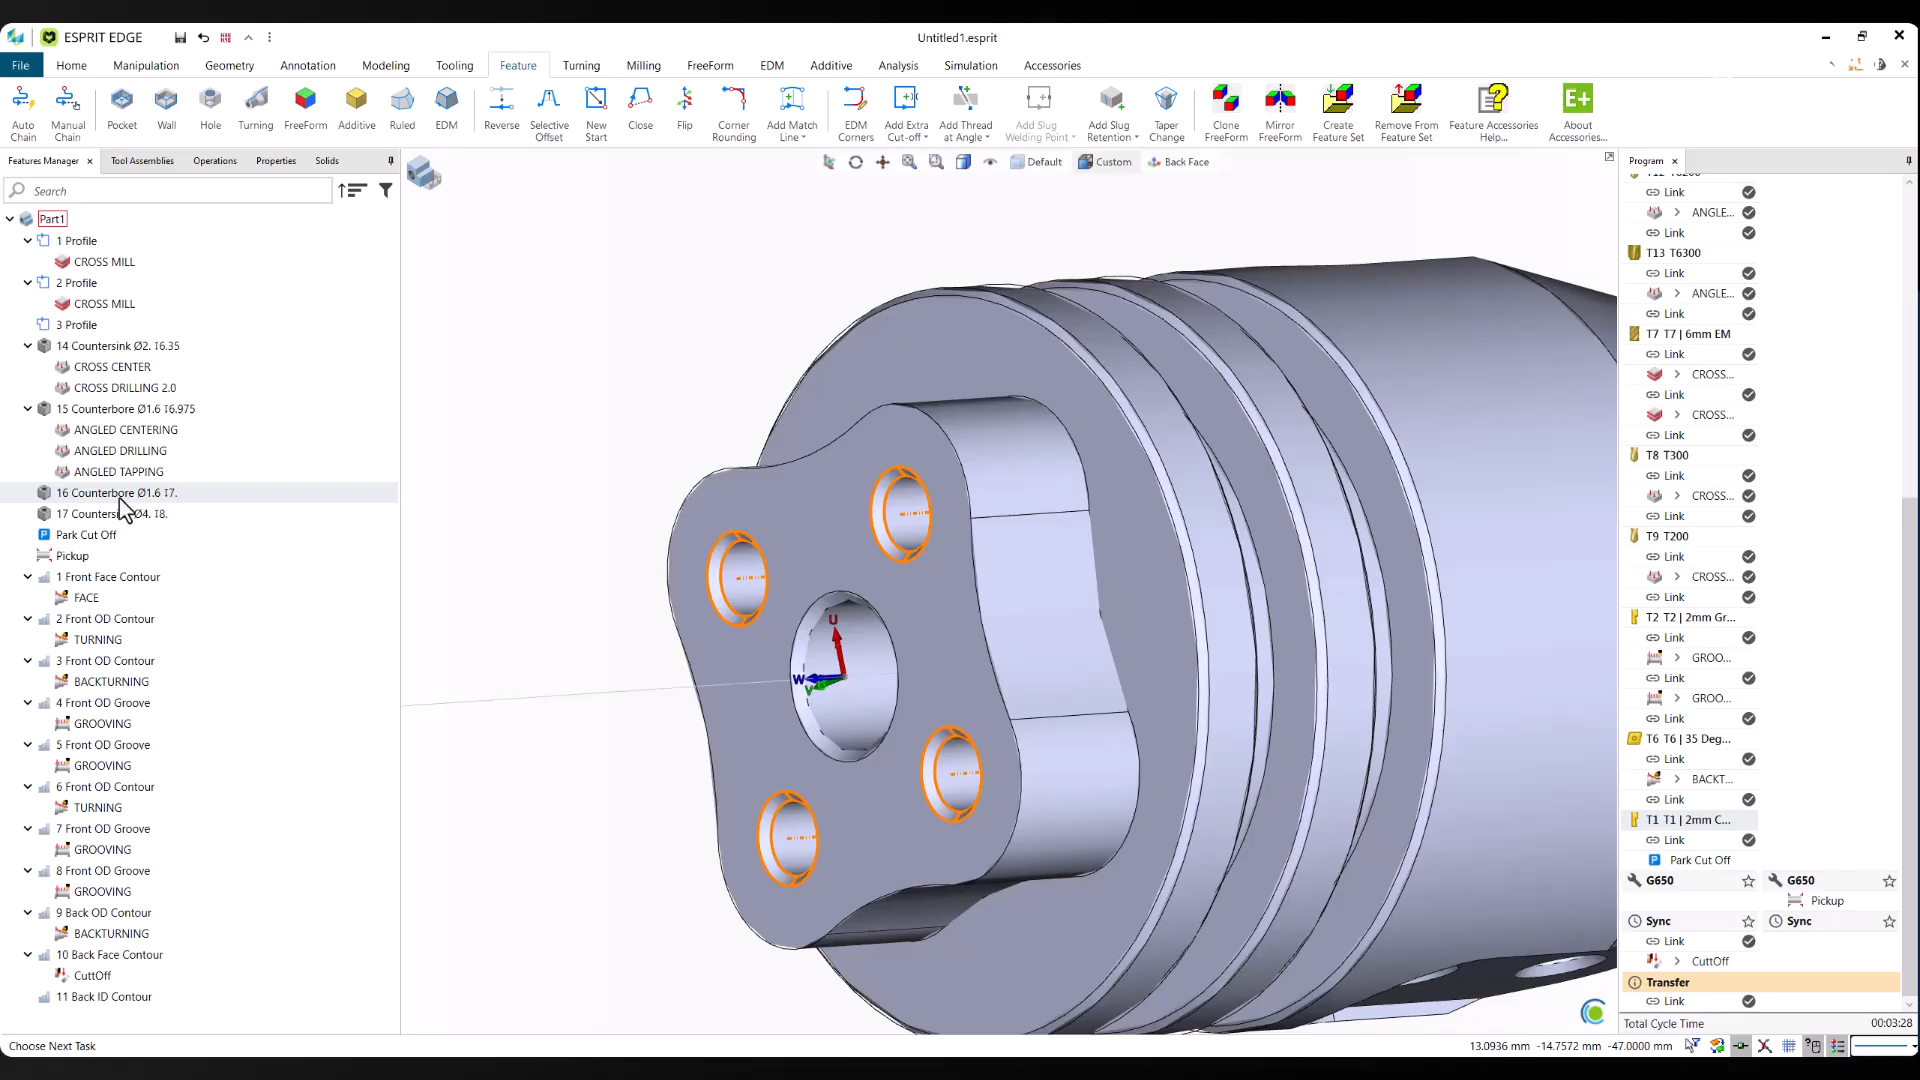 ESPRIT EDGE
Untitled1.esprit
File Home Manipulation Geometry Annotation Modeling Tooling Feature Turning Milling FreeForm EDM Additive Analysis Simulation Accessories
Auto Chain
Manual Chain
Pocket
Wall
Hole
Turning
FreeForm
Additive
Ruled
EDM
Reverse
Selective Offset
New Start
Close
Flip
Corner Rounding
Add Match Line
EDM Corners
Add Extra Cut-off
Add Thread at Angle
Add Slug Welding Point
Add Slug Retention
Taper Change
Clone FreeForm
Mirror FreeForm
Create Feature Set
Remove From Feature Set
Feature Accessories Help...
E+
About Accessories...
Features Manager Tool Assemblies Operations Properties Solids
Search
Part1
1 Profile
CROSS MILL
2 Profile
CROSS MILL
3 Profile
14 Countersink Ø2. ↧6.35
CROSS CENTER
CROSS DRILLING 2.0
15 Counterbore Ø1.6 ↧6.975
ANGLED CENTERING
ANGLED DRILLING
ANGLED TAPPING
16 Counterbore Ø1.6 ↧7.
17 Countersink Ø4. ↧8.
Park Cut Off
Pickup
1 Front Face Contour
FACE
2 Front OD Contour
TURNING
3 Front OD Contour
BACKTURNING
4 Front OD Groove
GROOVING
5 Front OD Groove
GROOVING
6 Front OD Contour
TURNING
7 Front OD Groove
GROOVING
8 Front OD Groove
GROOVING
9 Back OD Contour
BACKTURNING
10 Back Face Contour
CuttOff
11 Back ID Contour
Default Custom Back Face
U
W
V
Program
T12 T6200
Link
ANGLE...
Link
T13 T6300
Link
ANGLE...
Link
T7 T7 | 6mm EM
Link
CROSS...
Link
CROSS...
Link
T8 T300
Link
CROSS...
Link
T9 T200
Link
CROSS...
Link
T2 T2 | 2mm Gr...
Link
GROO...
Link
GROO...
Link
T6 T6 | 35 Deg...
Link
BACKT...
Link
T1 T1 | 2mm C...
Link
Park Cut Off
G650 G650
Pickup
Sync Sync
Link
CuttOff
Transfer
Link
Total Cycle Time 00:03:28
Choose Next Task
13.0936 mm -14.7572 mm -47.0000 mm